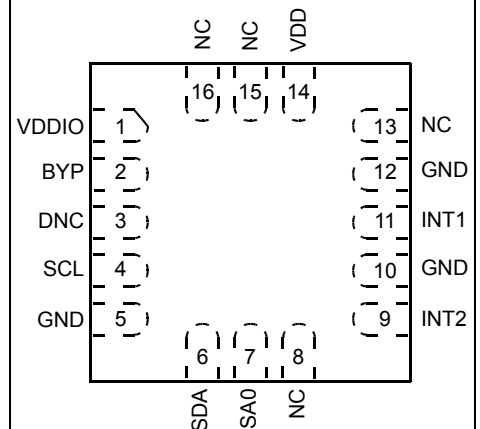 NC NC VDD
16 15 14
VDDIO 1 13 NC
BYP 2 12 GND
DNC 3 11 INT1
SCL 4 10 GND
GND 5 9 INT2
6 7 8
SDA SA0 NC